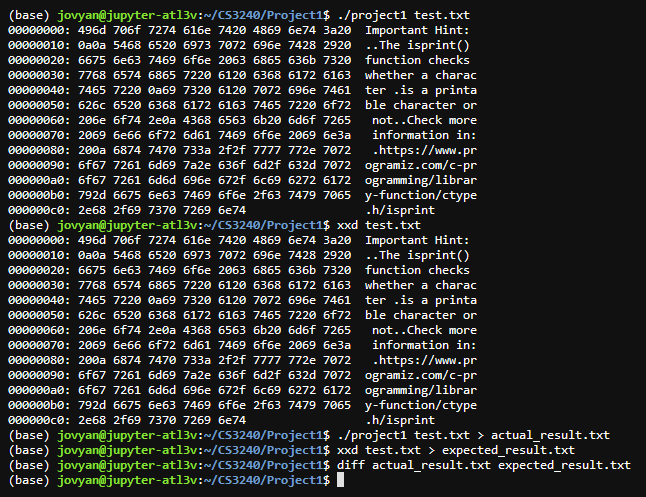 (base) jovyan@jupyter-atl3v:~/CS3240/Project1$ ./project1 test.txt
00000000: 496d 706f 7274 616e 7420 4869 6e74 3a20  Important Hint:
00000010: 0a0a 5468 6520 6973 7072 696e 7428 2920  ..The isprint()
00000020: 6675 6e63 7469 6f6e 2063 6865 636b 7320  function checks
00000030: 7768 6574 6865 7220 6120 6368 6172 6163  whether a charac
00000040: 7465 7220 0a69 7320 6120 7072 696e 7461  ter .is a printa
00000050: 626c 6520 6368 6172 6163 7465 7220 6f72  ble character or
00000060: 206e 6f74 2e0a 4368 6563 6b20 6d6f 7265   not..Check more
00000070: 2069 6e66 6f72 6d61 7469 6f6e 2069 6e3a   information in:
00000080: 200a 6874 7470 733a 2f2f 7777 772e 7072   .https://www.pr
00000090: 6f67 7261 6d69 7a2e 636f 6d2f 632d 7072  ogramiz.com/c-pr
000000a0: 6f67 7261 6d6d 696e 672f 6c69 6272 6172  ogramming/librar
000000b0: 792d 6675 6e63 7469 6f6e 2f63 7479 7065  y-function/ctype
000000c0: 2e68 2f69 7370 7269 6e74  .h/isprint
(base) jovyan@jupyter-atl3v:~/CS3240/Project1$ xxd test.txt
00000000: 496d 706f 7274 616e 7420 4869 6e74 3a20  Important Hint:
00000010: 0a0a 5468 6520 6973 7072 696e 7428 2920  ..The isprint()
00000020: 6675 6e63 7469 6f6e 2063 6865 636b 7320  function checks
00000030: 7768 6574 6865 7220 6120 6368 6172 6163  whether a charac
00000040: 7465 7220 0a69 7320 6120 7072 696e 7461  ter .is a printa
00000050: 626c 6520 6368 6172 6163 7465 7220 6f72  ble character or
00000060: 206e 6f74 2e0a 4368 6563 6b20 6d6f 7265   not..Check more
00000070: 2069 6e66 6f72 6d61 7469 6f6e 2069 6e3a   information in:
00000080: 200a 6874 7470 733a 2f2f 7777 772e 7072   .https://www.pr
00000090: 6f67 7261 6d69 7a2e 636f 6d2f 632d 7072  ogramiz.com/c-pr
000000a0: 6f67 7261 6d6d 696e 672f 6c69 6272 6172  ogramming/librar
000000b0: 792d 6675 6e63 7469 6f6e 2f63 7479 7065  y-function/ctype
000000c0: 2e68 2f69 7370 7269 6e74                 .h/isprint
(base) jovyan@jupyter-atl3v:~/CS3240/Project1$ ./project1 test.txt > actual_result.txt
(base) jovyan@jupyter-atl3v:~/CS3240/Project1$ xxd test.txt > expected_result.txt
(base) jovyan@jupyter-atl3v:~/CS3240/Project1$ diff actual_result.txt expected_result.txt
(base) jovyan@jupyter-atl3v:~/CS3240/Project1$